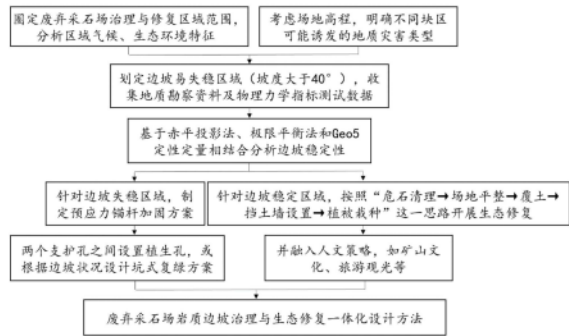 圈定废弃采石场治理与修复区域范围，
分析区域气候、生态环境特征
考虑场地高程，明确不同块区
可能诱发的地质灾害类型
划定边坡易失稳区域（坡度大于40°），收
集地质勘察资料及物理力学指标测试数据
基于赤平投影法、极限平衡法和Geo5
定性定量相结合分析边坡稳定性
针对边坡失稳区域，制
定预应力锚杆加固方案
针对边坡稳定区域，按照“危石清理→场地平整→覆土→
挡土墙设置→植被栽种”这一思路开展生态修复
两个支护孔之间设置植生孔，或
根据边坡状况设计坑式复绿方案
并融入人文策略，如矿山文
化、旅游观光等
废弃采石场岩质边坡治理与生态修复一体化设计方法